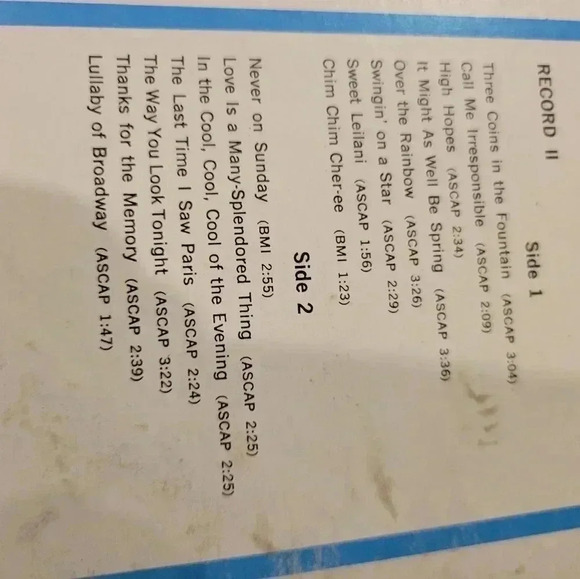 RECORD II
Side 1
Three Coins in the Fountain (ASCAP 3:04)
Call Me Irresponsible (ASCAP 2:09)
High Hopes (ASCAP 2:34)
It Might As Well Be Spring (ASCAP 3:36)
Over the Rainbow (ASCAP 3:26)
Swingin' on a Star (ASCAP 2:29)
Sweet Leilani (ASCAP 1:56)
Chim Chim Cher-ee (BMI 1:23)
Side 2
Never on Sunday (BMI 2:55)
Love Is a Many-Splendored Thing (ASCAP 2:25)
In the Cool, Cool, Cool of the Evening (ASCAP 2:25)
The Last Time I Saw Paris (ASCAP 2:24)
The Way You Look Tonight (ASCAP 3:22)
Thanks for the Memory (ASCAP 2:39)
Lullaby of Broadway (ASCAP 1:47)